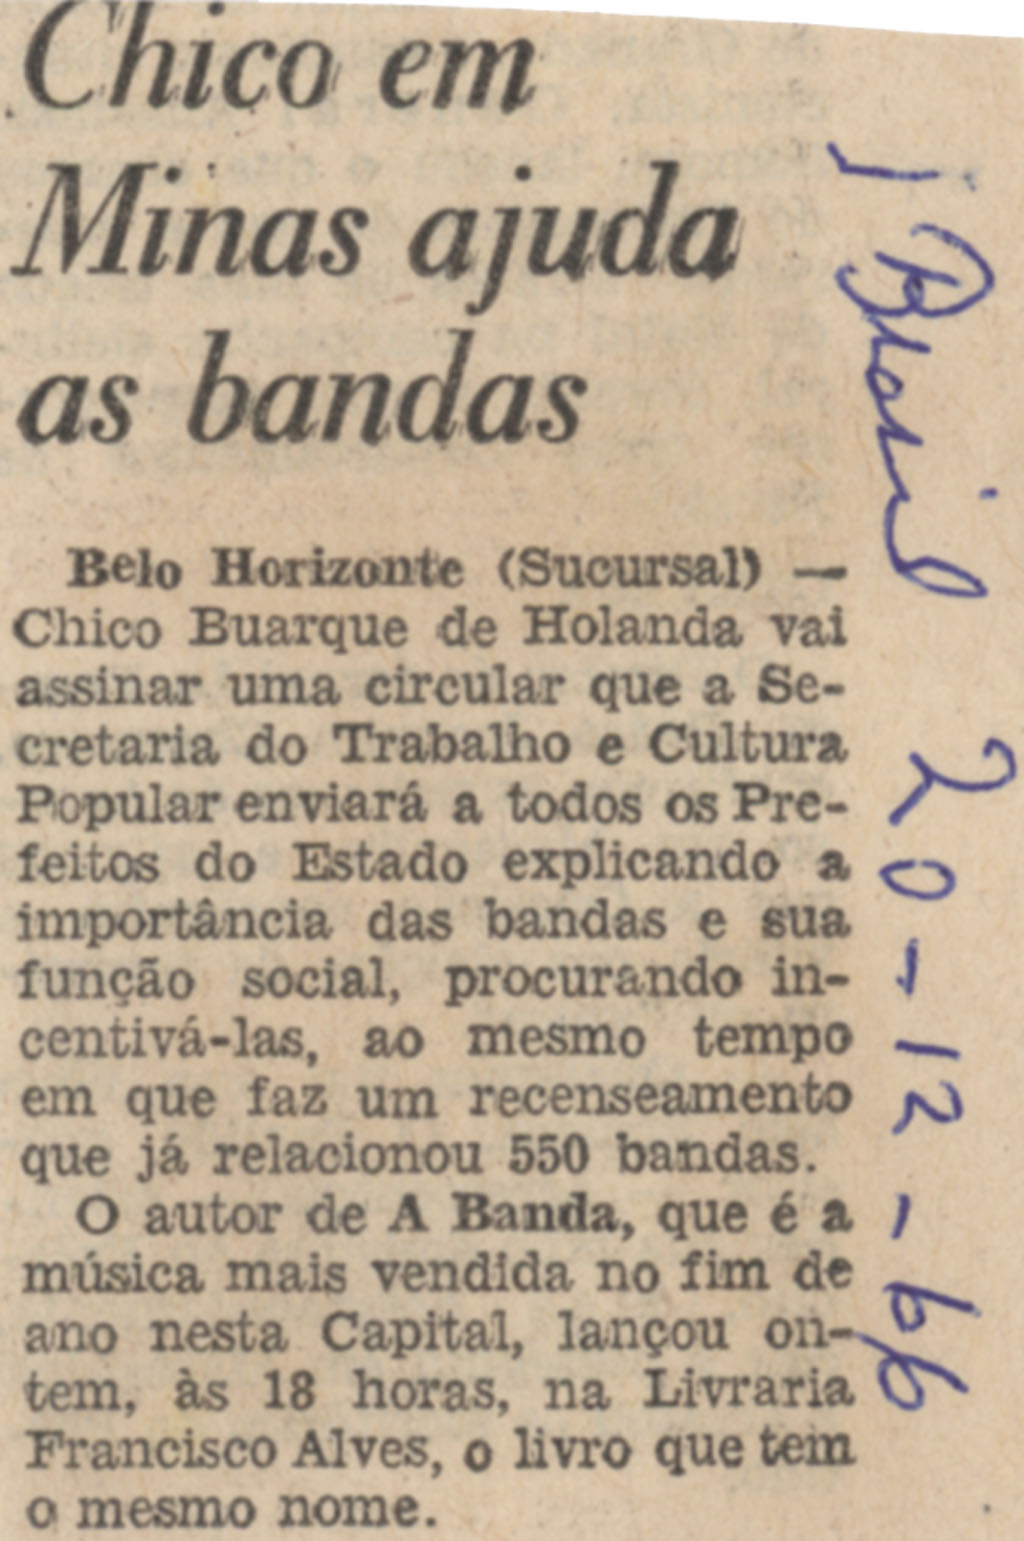 Chico em
Minas ajuda
as bandas
Belo Horizonte (Sucursal) —
Chico Buarque de Holanda vai
assinar uma circular que a Se-
cretaria do Trabalho e Cultura
Popular enviará a todos os Pre-
feitos do Estado explicando a
importância das bandas e sua
função social, procurando in-
centivá-las, ao mesmo tempo
em que faz um recenseamento
que já relacionou 550 bandas.
O autor de A Banda, que é a
música mais vendida no fim de
ano nesta Capital, lançou on-
tem, às 18 horas, na Livraria
Francisco Alves, o livro que tem
o mesmo nome.
J Brasil 20-12-66